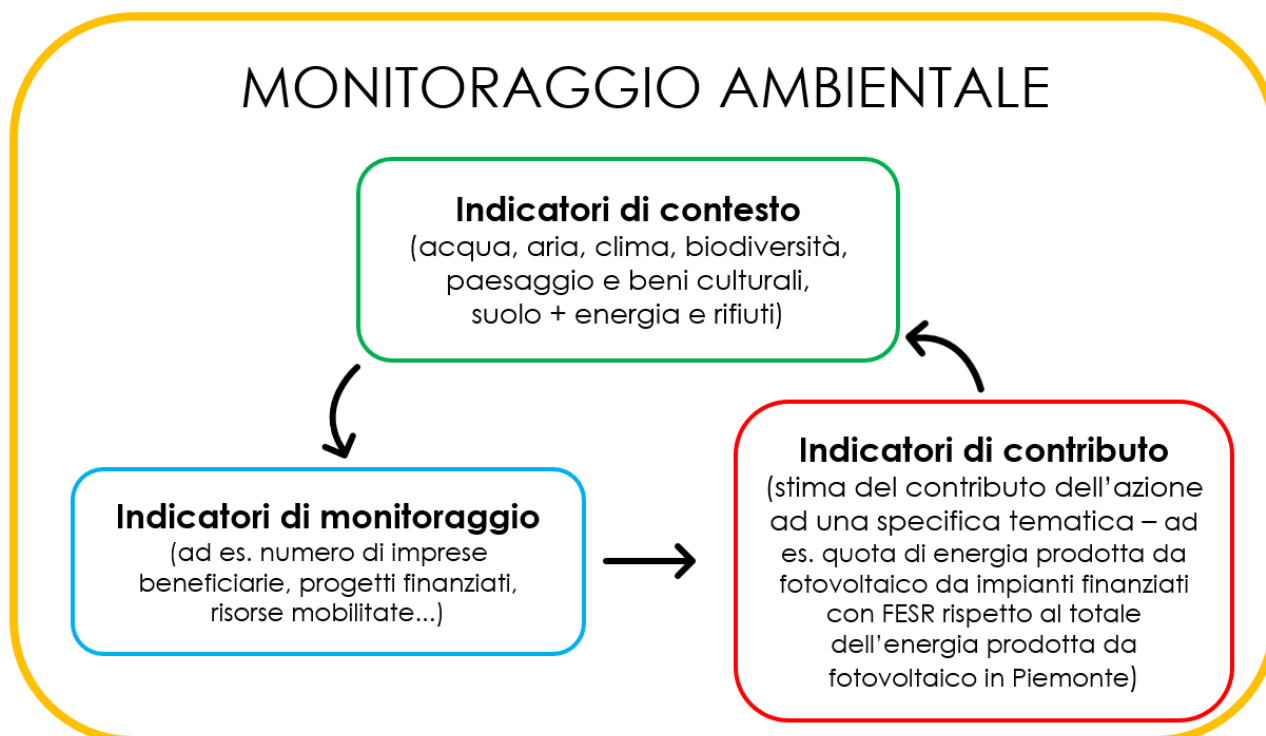 MONITORAGGIO AMBIENTALE
Indicatori di contesto
(acqua, aria, clima, biodiversità,
paesaggio e beni culturali,
suolo + energia e rifiuti)
Indicatori di monitoraggio
(ad es. numero di imprese
beneficiarie, progetti finanziati,
risorse mobilitate...)
Indicatori di contributo
(stima del contributo dell’azione
ad una specifica tematica – ad
es. quota di energia prodotta da
fotovoltaico da impianti finanziati
con FESR rispetto al totale
dell’energia prodotta da
fotovoltaico in Piemonte)